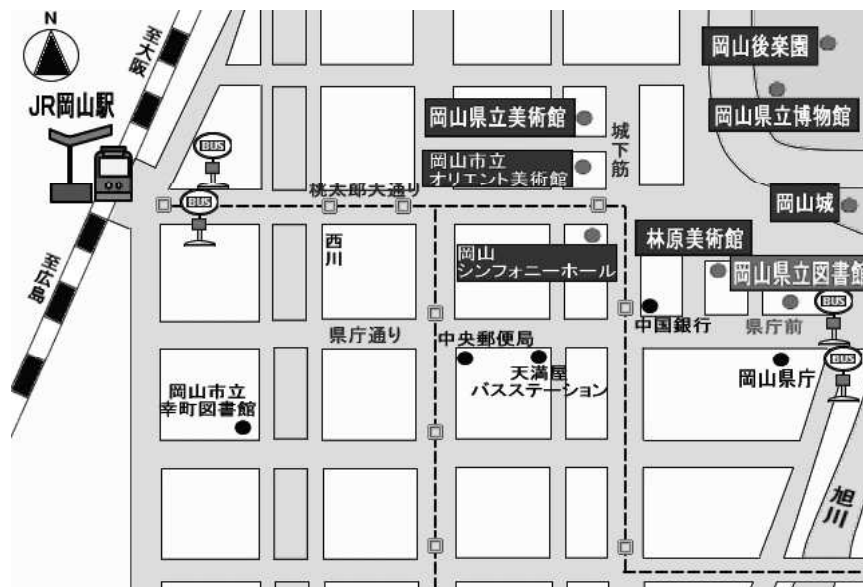 N
至大阪
JR岡山駅
至広島
BUS
BUS
桃太郎大通り
西川
県庁通り
岡山市立
幸町図書館
岡山県立美術館
岡山市立
オリエント美術館
城下筋
岡山
シンフォニーホール
中央郵便局
天満屋
バスステーション
岡山後楽園
岡山県立博物館
岡山城
林原美術館
岡山県立図書館
BUS
中国銀行
県庁前
BUS
岡山県庁
旭川